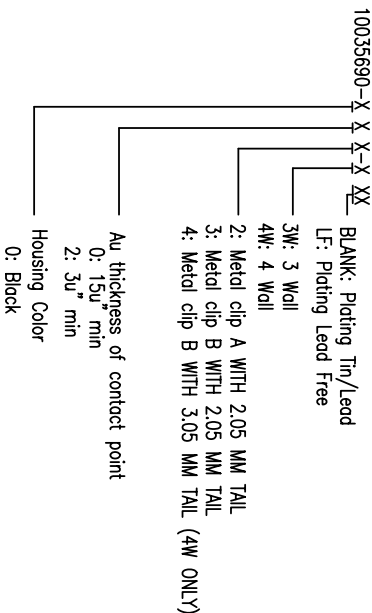 10035690-X X X-X XX
BLANK: Plating Tin/Lead
LF: Plating Lead Free
3W: 3 Wall
4W: 4 Wall
2: Metal clip A WITH 2.05 MM TAIL
3: Metal clip B WITH 2.05 MM TAIL
4: Metal clip B WITH 3.05 MM TAIL (4W ONLY)
Au thickness of contact point
0: 15u" min
2: 3u" min
Housing Color
0: Black